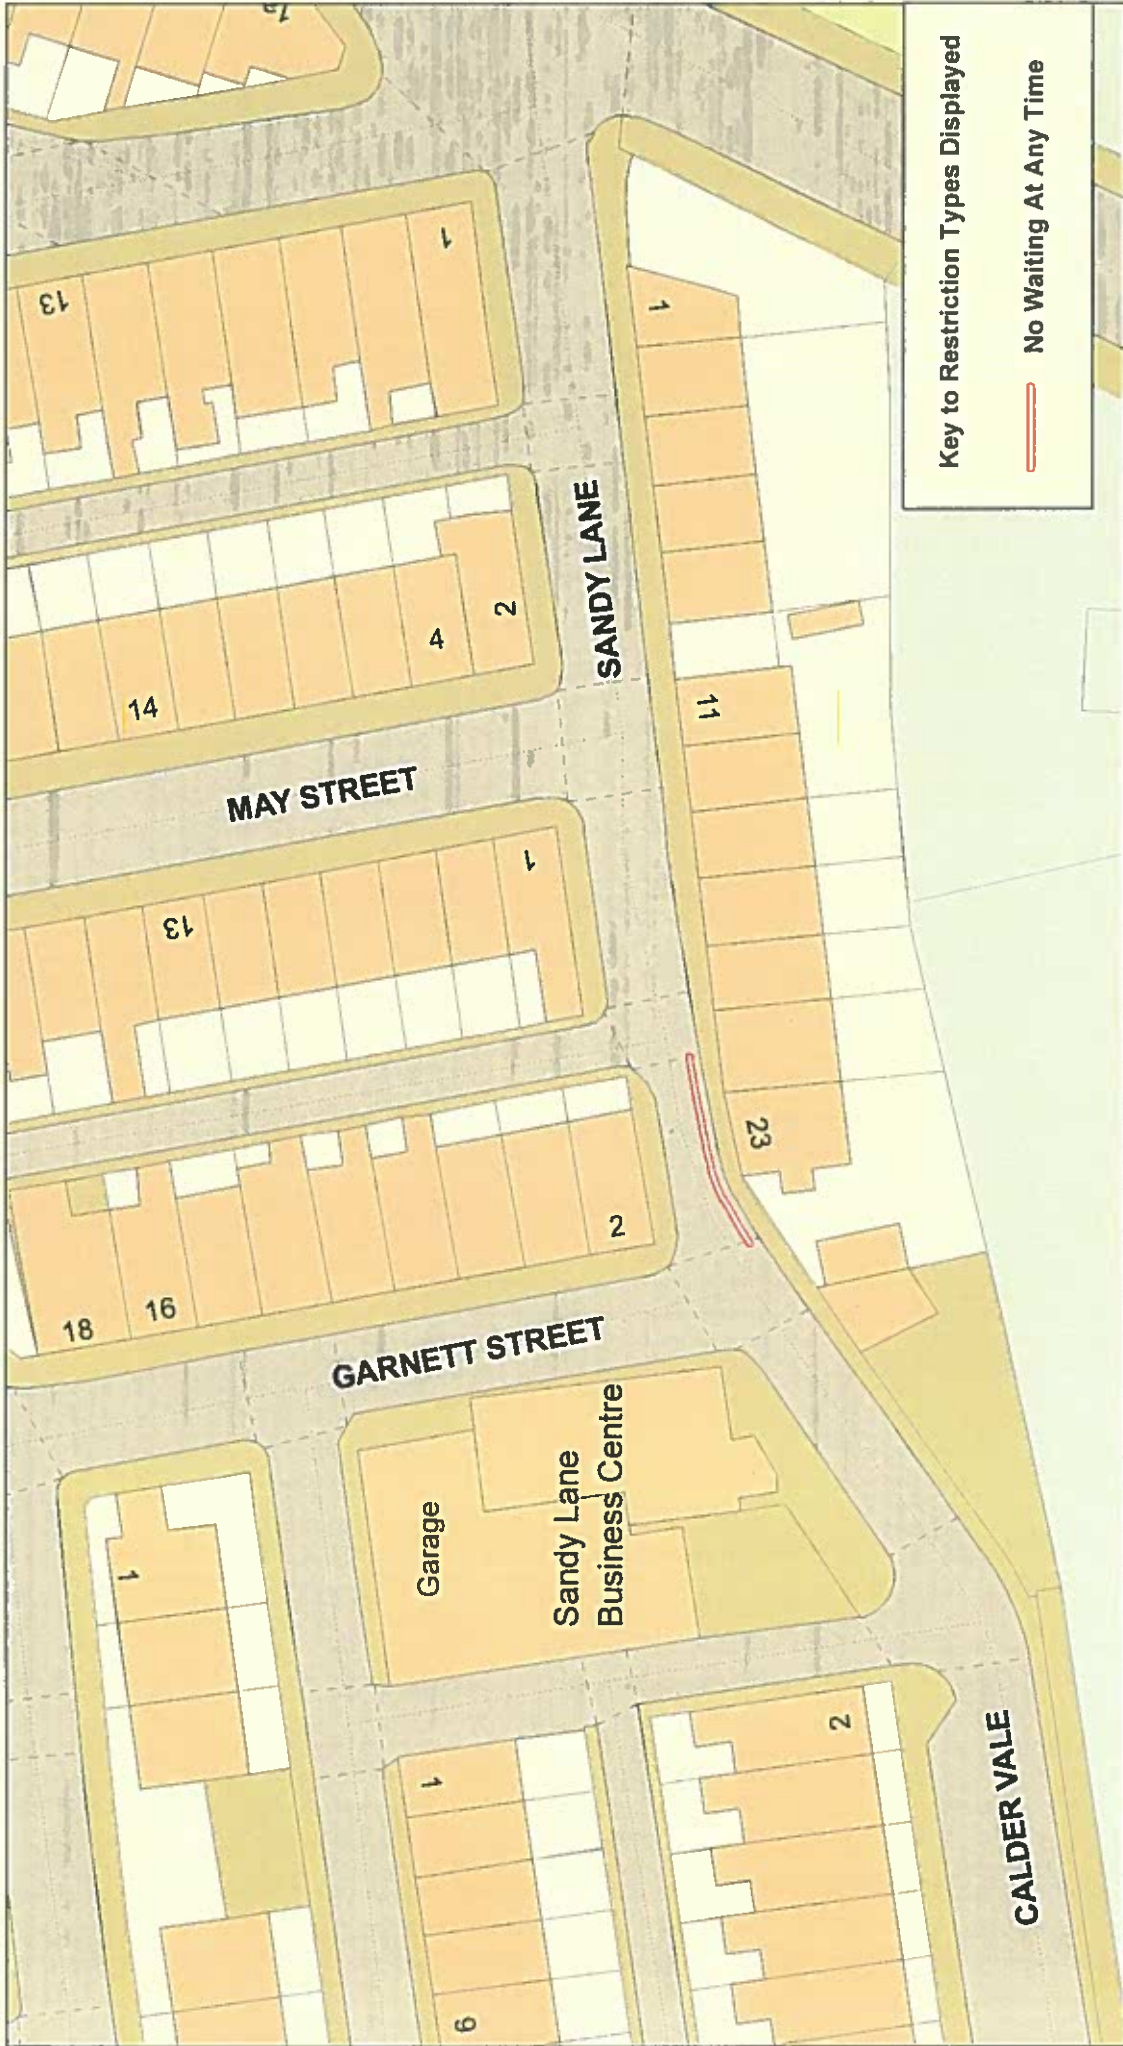 1a
13
1
1
Key to Restriction Types Displayed
No Waiting At Any Time
14
4
2
SANDY LANE
11
MAY STREET
13
1
23
18
16
2
GARNETT STREET
Garage
Sandy Lane
Business Centre
1
1
9
2
CALDER VALE